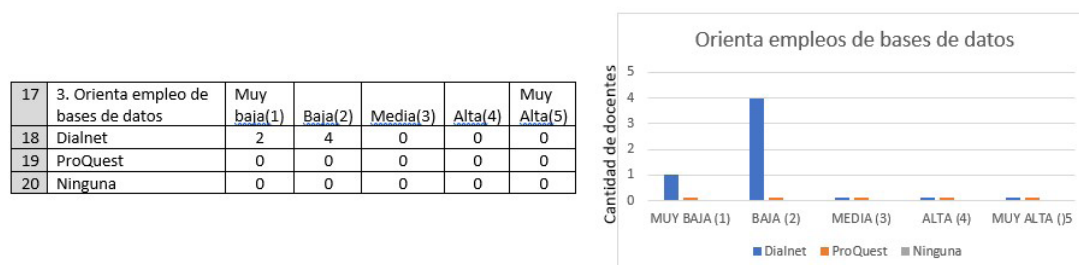 17 3. Orienta empleo de bases de datos Muy baja(1) Baja(2) Media(3) Alta(4) Muy Alta(5)
18 Dialnet 2 4 0 0 0
19 ProQuest 0 0 0 0 0
20 Ninguna 0 0 0 0 0
Orienta empleos de bases de datos
Cantidad de docentes
5
4
3
2
1
0
MUY BAJA (1) BAJA (2) MEDIA (3) ALTA (4) MUY ALTA ()5
Dialnet ProQuest Ninguna